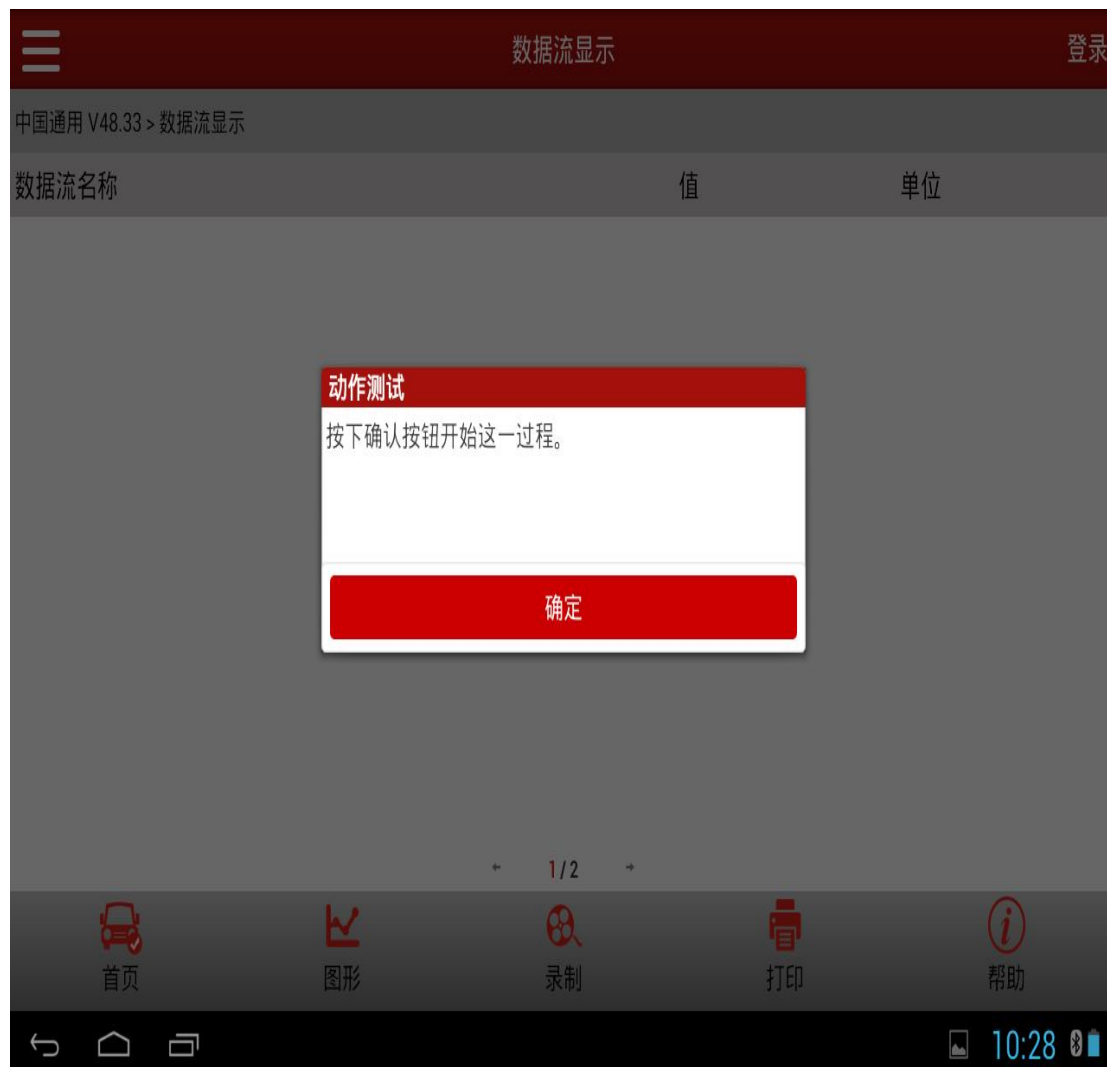 数据流显示
登录
中国通用 V48.33 > 数据流显示
数据流名称 值 单位
动作测试
按下确认按钮开始这一过程。
确定
1 / 2
首页 图形 录制 打印 帮助
10:28